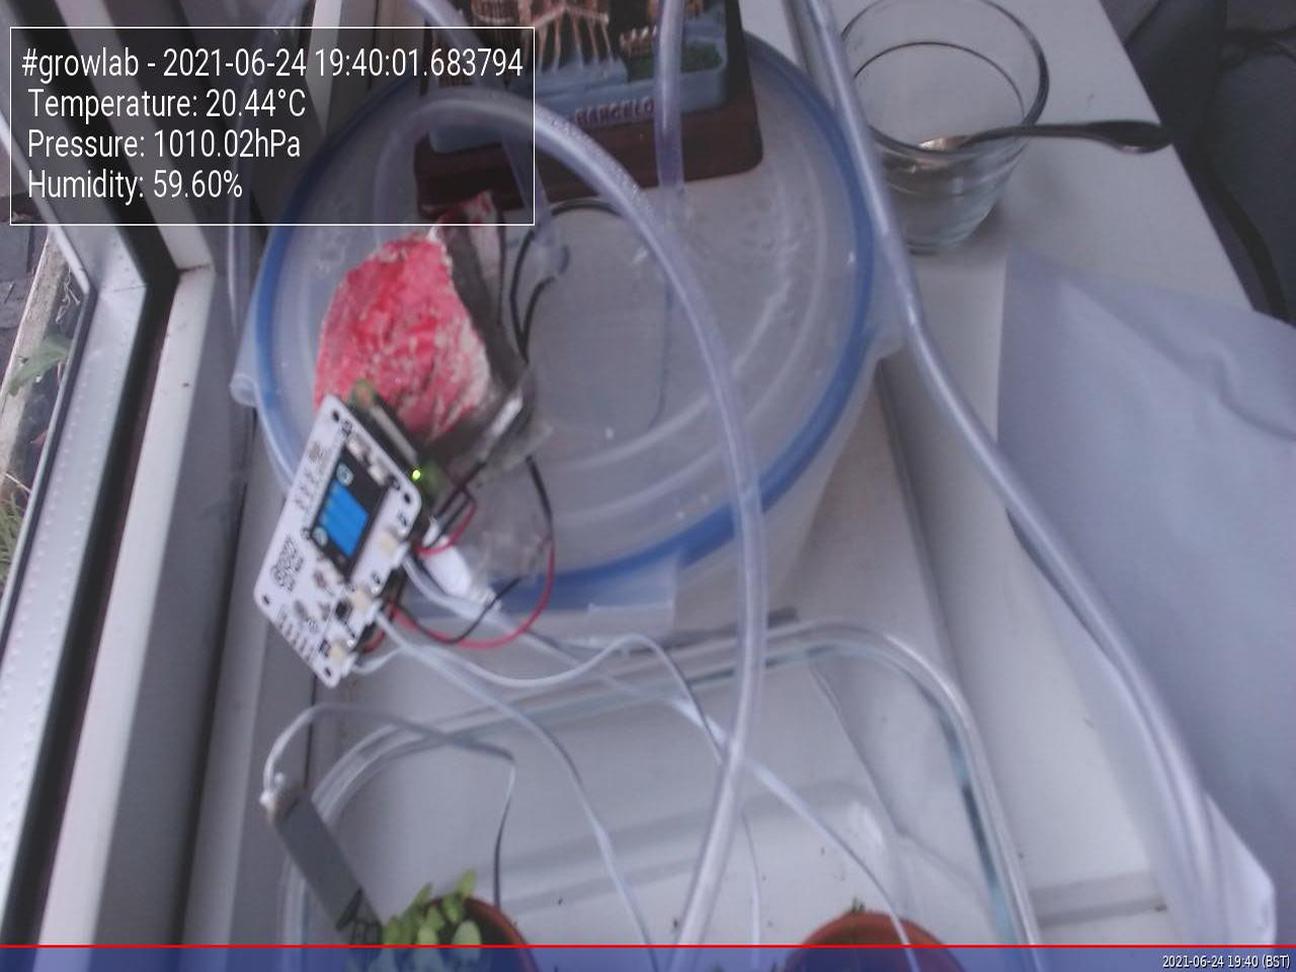 #growlab - 2021-06-24 19:40:01.683794
Temperature: 20.44°C
Pressure: 1010.02hPa
Humidity: 59.60%
BARCELO
2021-06-24 19:40 (BST)